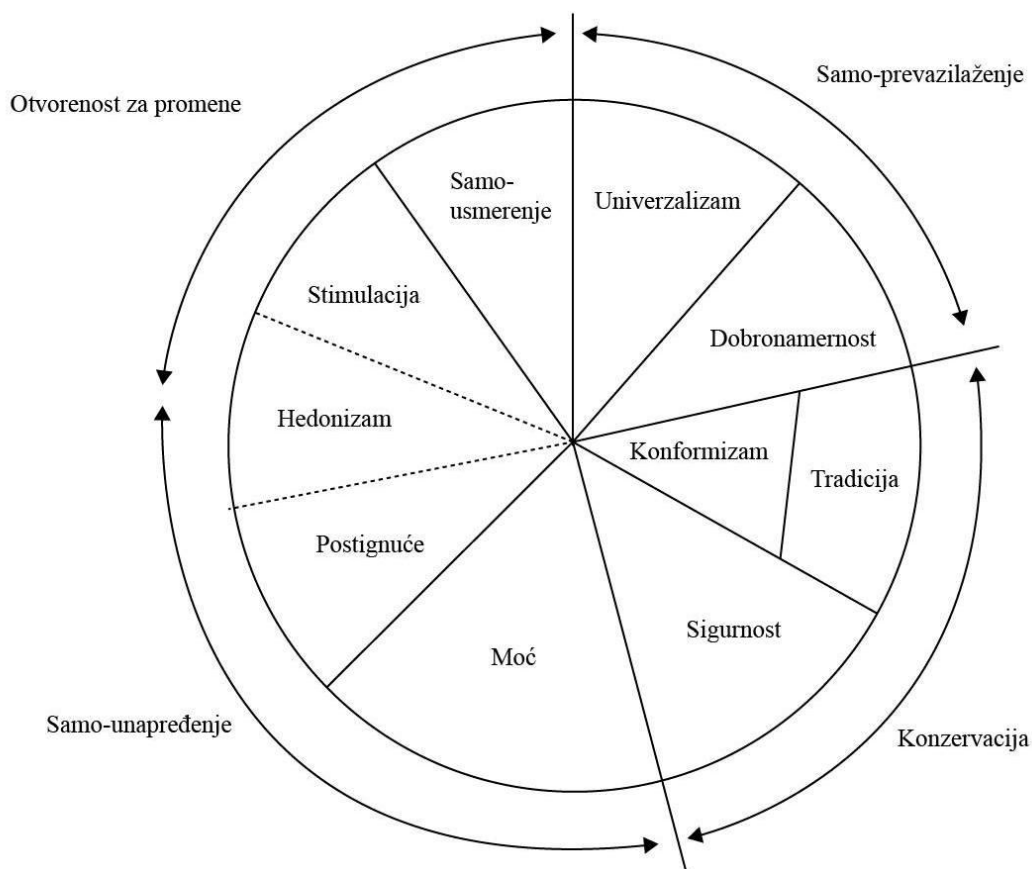 Samo-prevazilaženje
Otvorenost za promene
Samo-
usmerenje
Univerzalizam
Stimulacija
Dobronamernost
Hedonizam
Konformizam
Tradicija
Postignuće
Sigurnost
Moć
Samo-unapređenje
Konzervacija